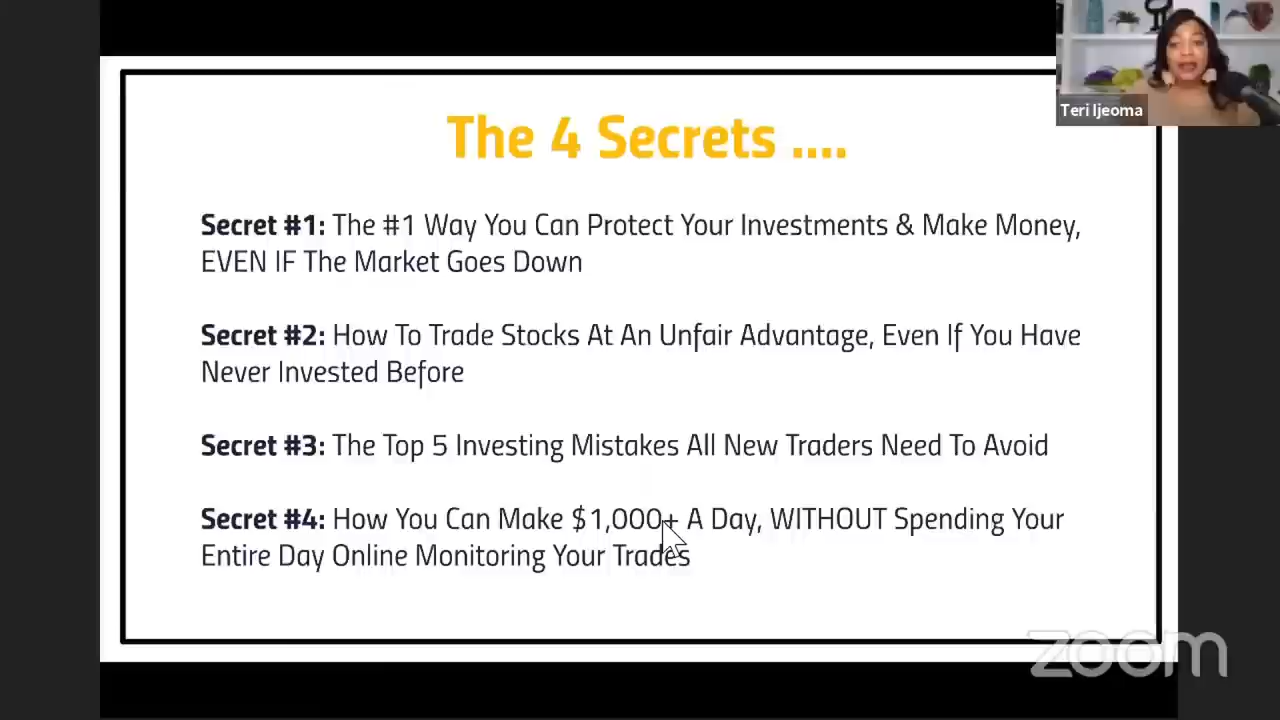 The 4 Secrets ....
Teri Ijeoma
Secret #1: The #1 Way You Can Protect Your Investments & Make Money,
EVEN IF The Market Goes Down
Secret #2: How To Trade Stocks At An Unfair Advantage, Even If You Have
Never Invested Before
Secret #3: The Top 5 Investing Mistakes All New Traders Need To Avoid
Secret #4: How You Can Make $1,000+ A Day, WITHOUT Spending Your
Entire Day Online Monitoring Your Trades
zoom